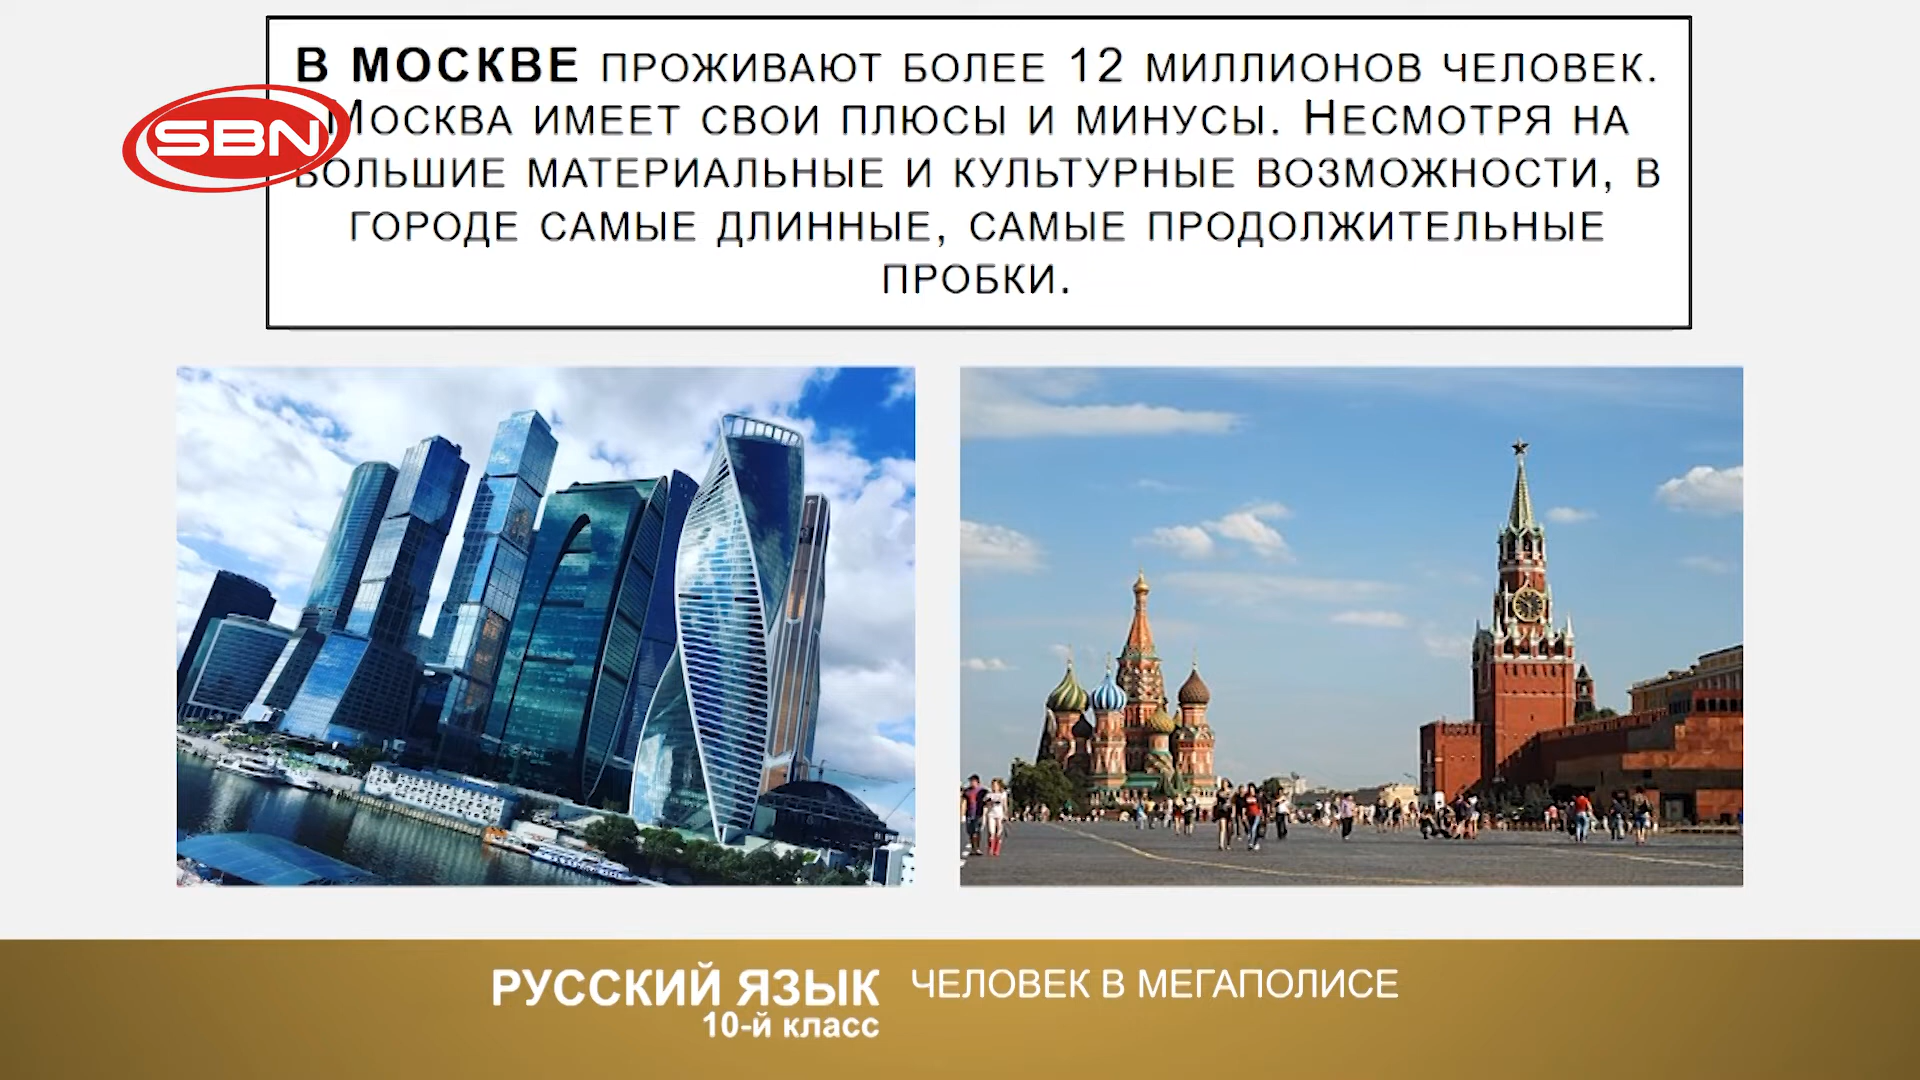 В МОСКВЕ ПРОЖИВАЮТ БОЛЕЕ 12 МИЛЛИОНОВ ЧЕЛОВЕК.
SBN
МОСКВА ИМЕЕТ СВОИ ПЛЮСЫ И МИНУСЫ. НЕСМОТРЯ НА
БОЛЬШИЕ МАТЕРИАЛЬНЫЕ И КУЛЬТУРНЫЕ ВОЗМОЖНОСТИ, В
ГОРОДЕ САМЫЕ ДЛИННЫЕ, САМЫЕ ПРОДОЛЖИТЕЛЬНЫЕ
ПРОБКИ.
РУССКИЙ ЯЗЫК ЧЕЛОВЕК В МЕГАПОЛИСЕ
10-й класс